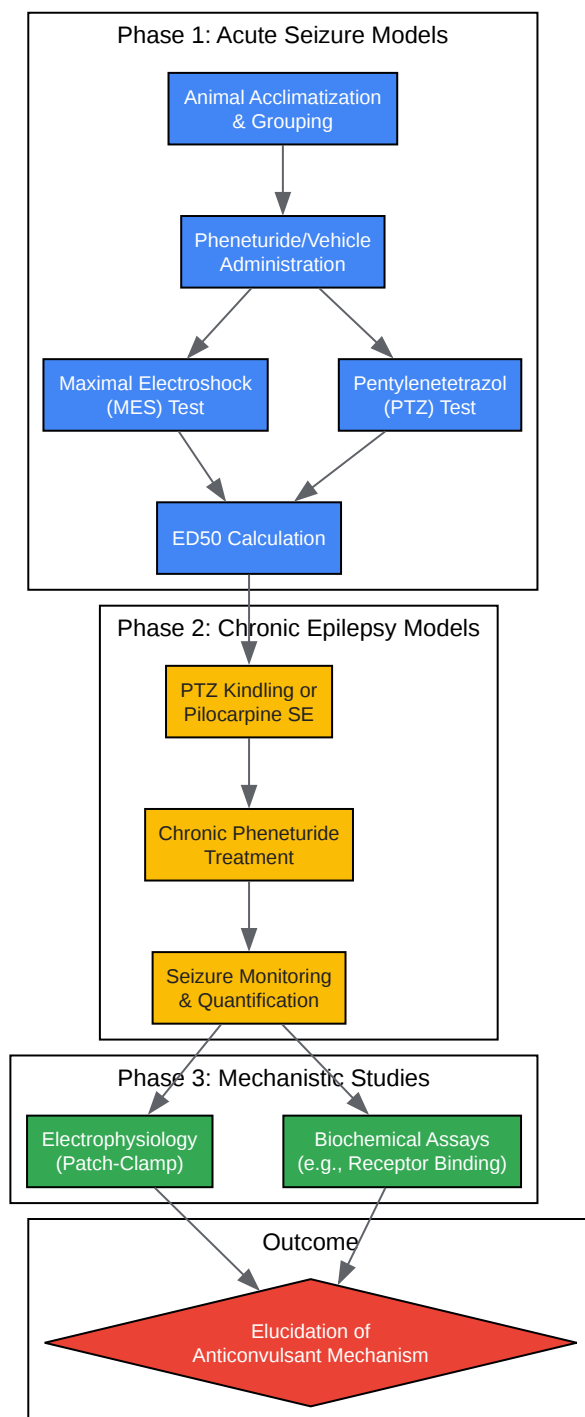 Phase 1: Acute Seizure Models
Animal Acclimatization
& Grouping
Pheneturide/Vehicle
Administration
Maximal Electroshock
(MES) Test
Pentylenetetrazol
(PTZ) Test
ED50 Calculation
Phase 2: Chronic Epilepsy Models
PTZ Kindling or
Pilocarpine SE
Chronic Pheneturide
Treatment
Seizure Monitoring
& Quantification
Phase 3: Mechanistic Studies
Electrophysiology
(Patch-Clamp)
Biochemical Assays
(e.g., Receptor Binding)
Outcome
Elucidation of
Anticonvulsant Mechanism